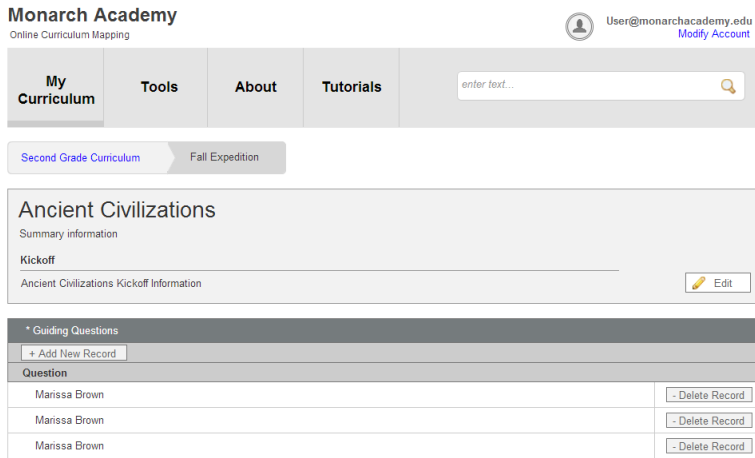 Monarch Academy
Online Curriculum Mapping
User@monarchacademy.edu
Modify Account
My
Curriculum
Tools
About
Tutorials
enter text...
Second Grade Curriculum
Fall Expedition
Ancient Civilizations
Summary information
Kickoff
Ancient Civilizations Kickoff Information
Edit
* Guiding Questions
+ Add New Record
Question
Marissa Brown
- Delete Record
Marissa Brown
- Delete Record
Marissa Brown
- Delete Record